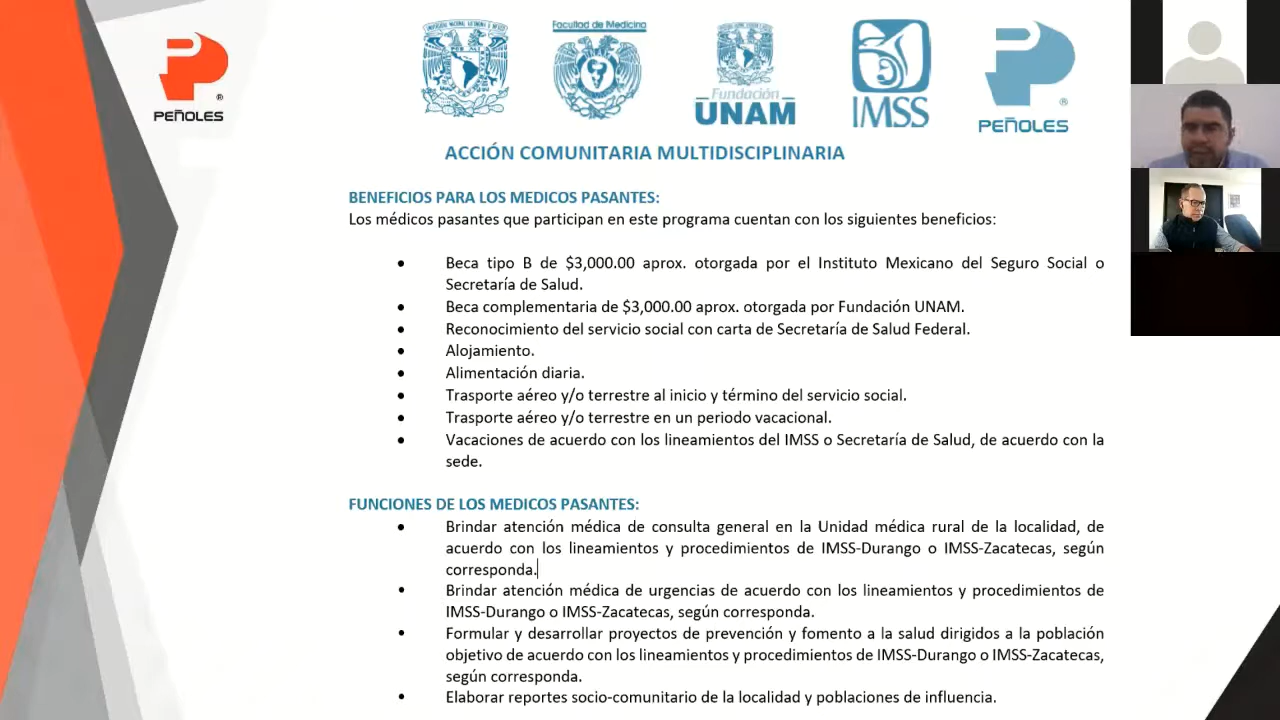 PEÑOLES
®
Facultad de Medicina
Fundación
UNAM
IMSS
®
PEÑOLES
ACCIÓN COMUNITARIA MULTIDISCIPLINARIA
BENEFICIOS PARA LOS MEDICOS PASANTES:
Los médicos pasantes que participan en este programa cuentan con los siguientes beneficios:
• Beca tipo B de $3,000.00 aprox. otorgada por el Instituto Mexicano del Seguro Social o
Secretaría de Salud.
• Beca complementaria de $3,000.00 aprox. otorgada por Fundación UNAM.
• Reconocimiento del servicio social con carta de Secretaría de Salud Federal.
• Alojamiento.
• Alimentación diaria.
• Trasporte aéreo y/o terrestre al inicio y término del servicio social.
• Trasporte aéreo y/o terrestre en un periodo vacacional.
• Vacaciones de acuerdo con los lineamientos del IMSS o Secretaría de Salud, de acuerdo con la
sede.
FUNCIONES DE LOS MEDICOS PASANTES:
• Brindar atención médica de consulta general en la Unidad médica rural de la localidad, de
acuerdo con los lineamientos y procedimientos de IMSS-Durango o IMSS-Zacatecas, según
corresponda.
• Brindar atención médica de urgencias de acuerdo con los lineamientos y procedimientos de
IMSS-Durango o IMSS-Zacatecas, según corresponda.
• Formular y desarrollar proyectos de prevención y fomento a la salud dirigidos a la población
objetivo de acuerdo con los lineamientos y procedimientos de IMSS-Durango o IMSS-Zacatecas,
según corresponda.
• Elaborar reportes socio-comunitario de la localidad y poblaciones de influencia.